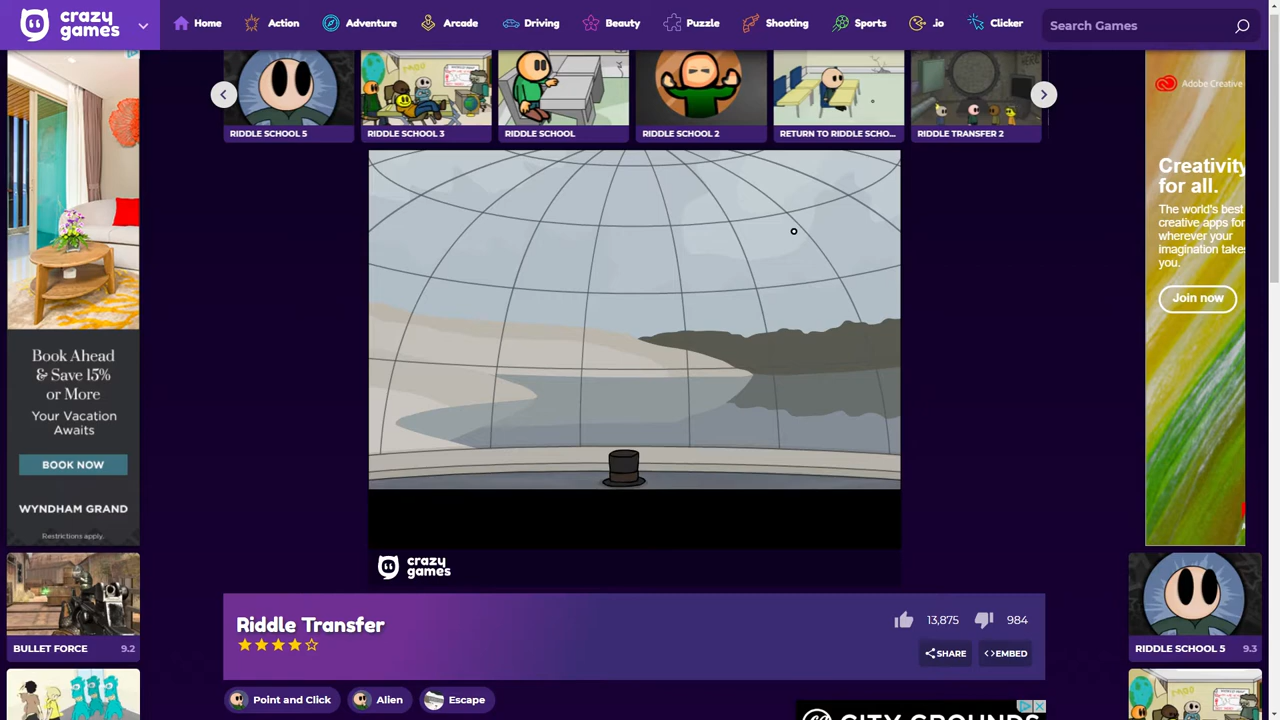 crazy
games
Home
Action
Adventure
Arcade
Driving
Beauty
Puzzle
Shooting
Sports
.io
Clicker
Search Games
RIDDLE SCHOOL 5
RIDDLE SCHOOL 3
RIDDLE SCHOOL
RIDDLE SCHOOL 2
RETURN TO RIDDLE SCHO...
RIDDLE TRANSFER 2
Adobe Creative
Creativity
for all.
The world's best
creative apps for
wherever your
imagination takes
you.
Join now
Book Ahead
& Save 15%
or More
Your Vacation
Awaits
BOOK NOW
WYNDHAM GRAND
Restrictions apply.
crazy
games
Riddle Transfer
13,875
984
SHARE
EMBED
BULLET FORCE 9.2
RIDDLE SCHOOL 5 9.3
Point and Click
Alien
Escape
CITY GROUNDS